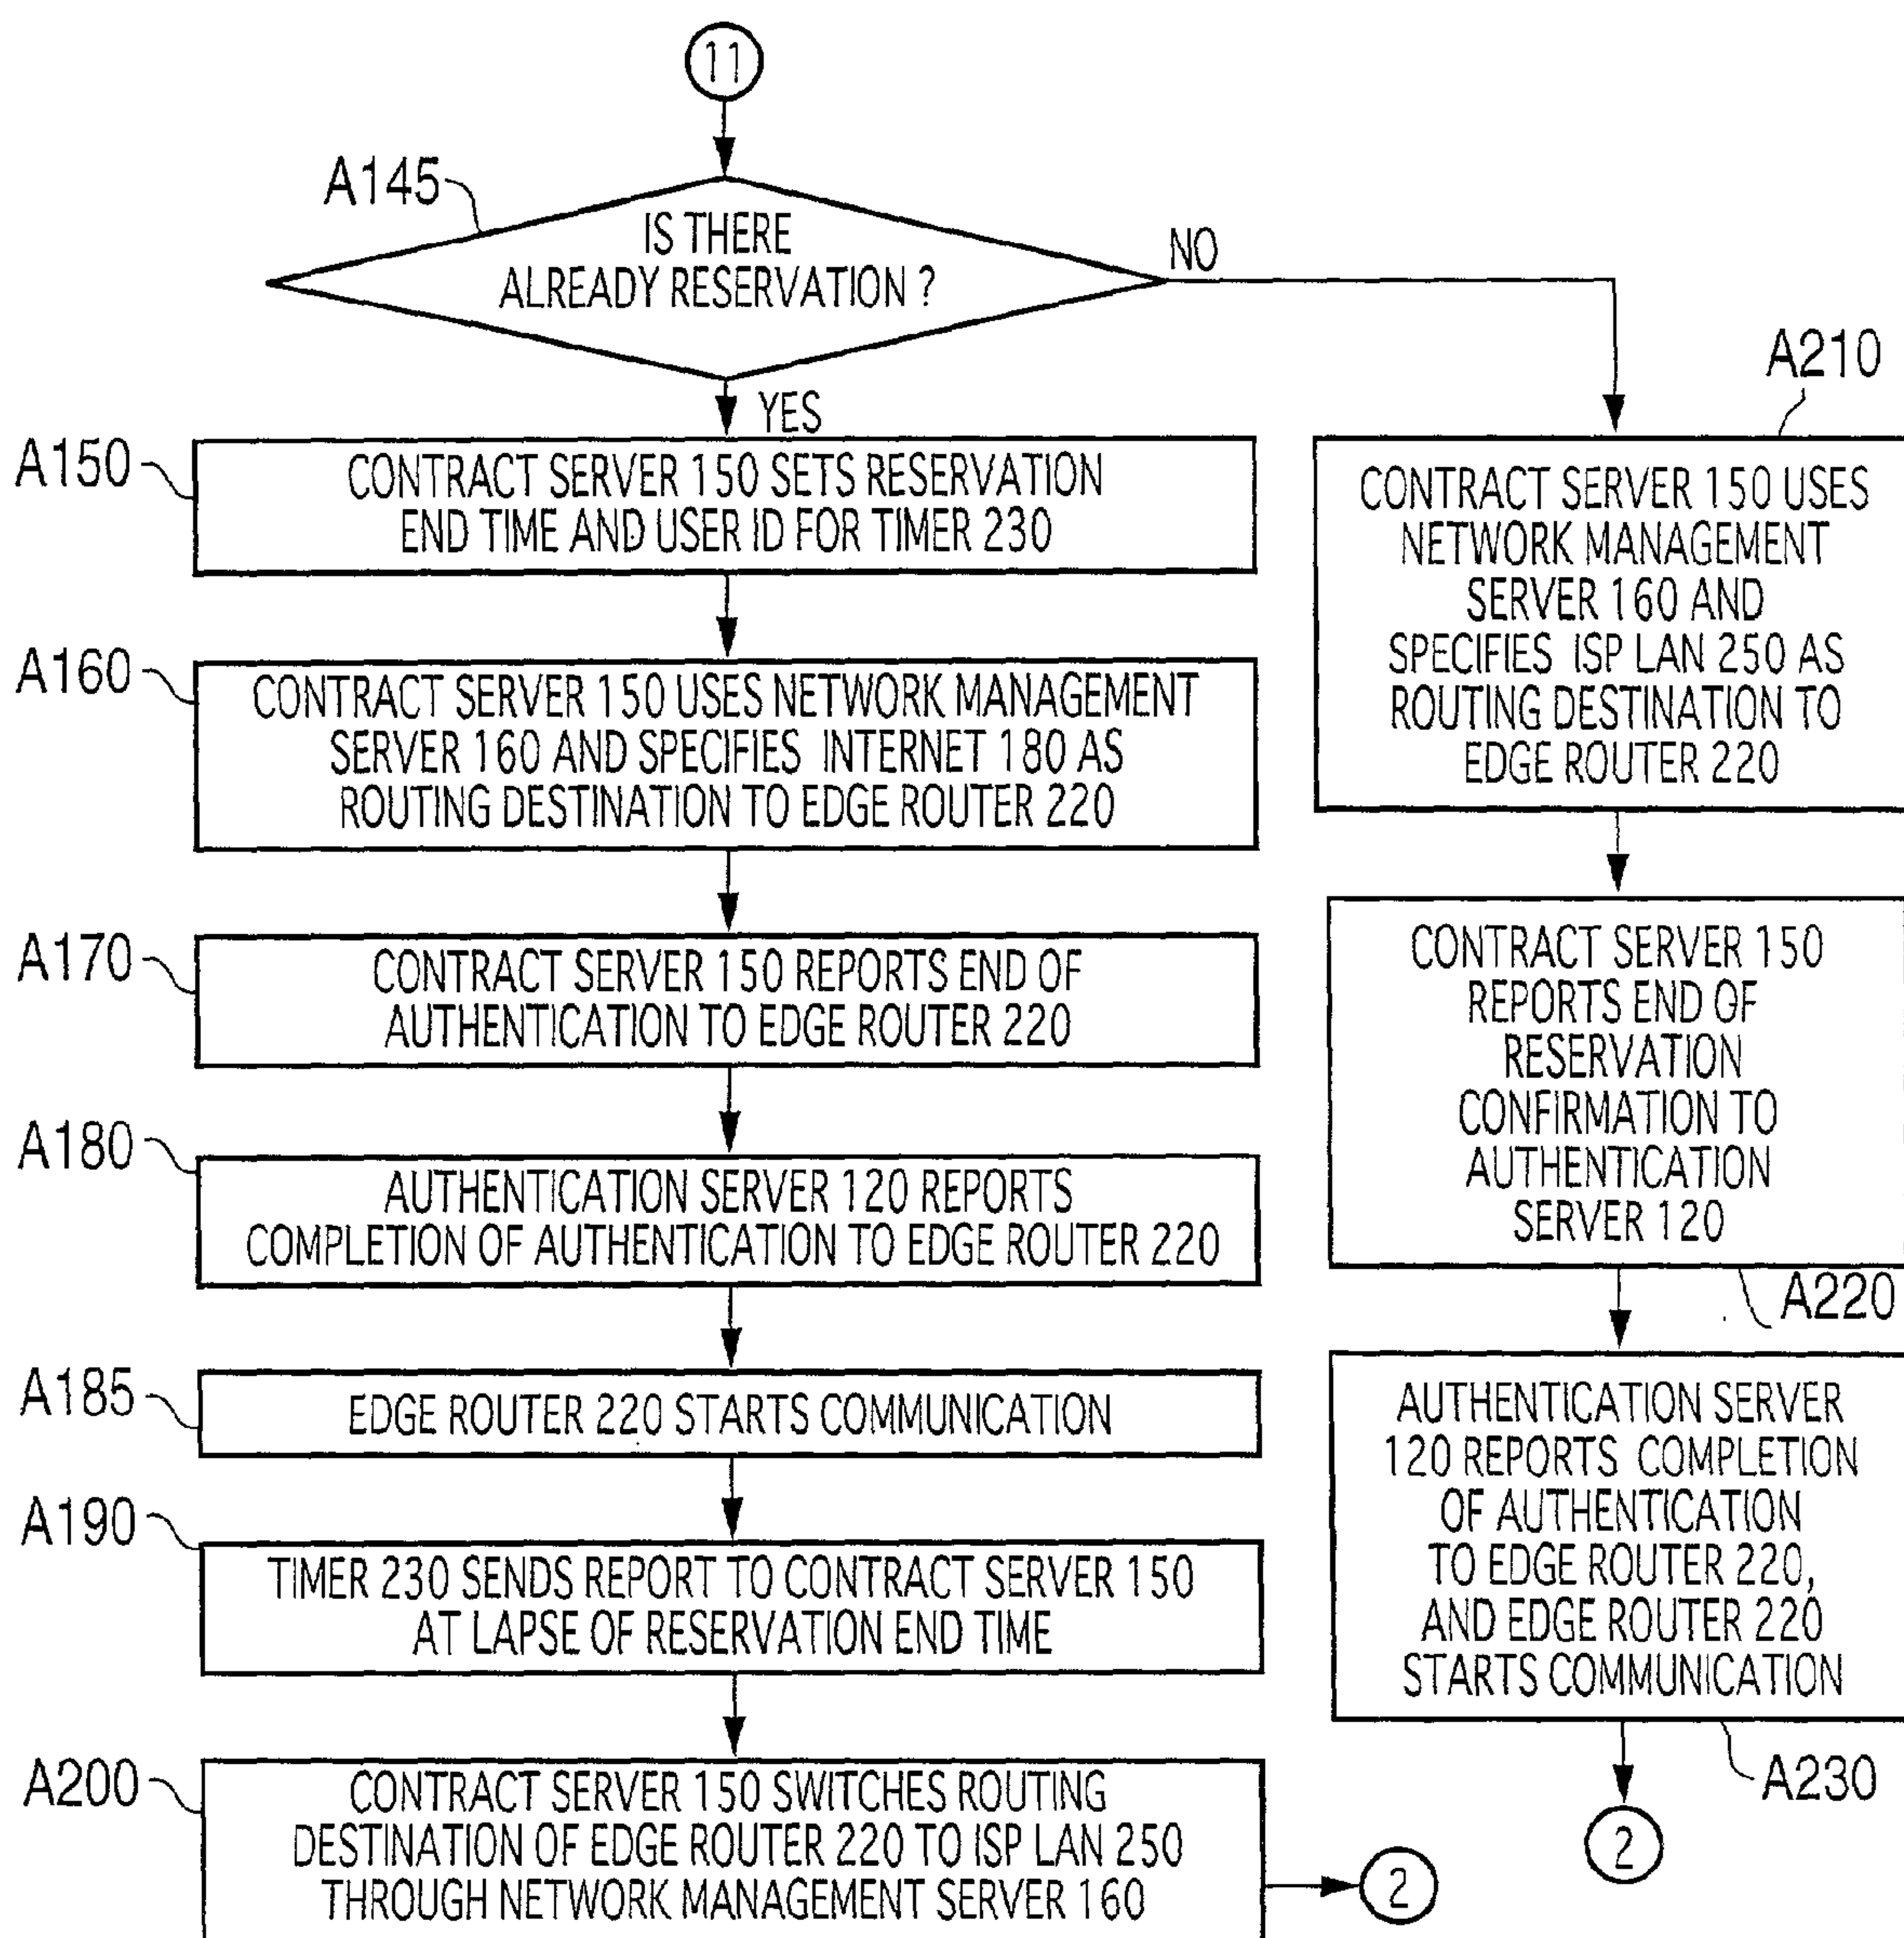 11
A145
IS THERE
ALREADY RESERVATION ?
NO
YES
A150
CONTRACT SERVER 150 SETS RESERVATION
END TIME AND USER ID FOR TIMER 230
A160
CONTRACT SERVER 150 USES NETWORK MANAGEMENT
SERVER 160 AND SPECIFIES INTERNET 180 AS
ROUTING DESTINATION TO EDGE ROUTER 220
A170
CONTRACT SERVER 150 REPORTS END OF
AUTHENTICATION TO EDGE ROUTER 220
A180
AUTHENTICATION SERVER 120 REPORTS
COMPLETION OF AUTHENTICATION TO EDGE ROUTER 220
A185
EDGE ROUTER 220 STARTS COMMUNICATION
A190
TIMER 230 SENDS REPORT TO CONTRACT SERVER 150
AT LAPSE OF RESERVATION END TIME
A200
CONTRACT SERVER 150 SWITCHES ROUTING
DESTINATION OF EDGE ROUTER 220 TO ISP LAN 250
THROUGH NETWORK MANAGEMENT SERVER 160
2
A210
CONTRACT SERVER 150 USES
NETWORK MANAGEMENT
SERVER 160 AND
SPECIFIES ISP LAN 250 AS
ROUTING DESTINATION TO
EDGE ROUTER 220
CONTRACT SERVER 150
REPORTS END OF
RESERVATION
CONFIRMATION TO
AUTHENTICATION
SERVER 120
A220
AUTHENTICATION SERVER
120 REPORTS COMPLETION
OF AUTHENTICATION
TO EDGE ROUTER 220,
AND EDGE ROUTER 220
STARTS COMMUNICATION
A230
2